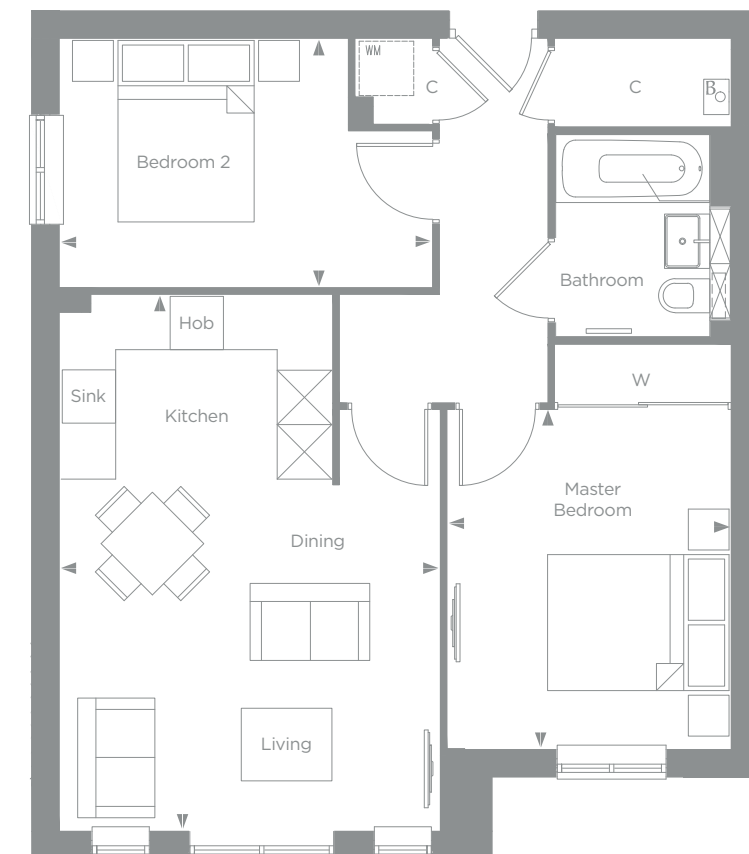 WM
C
C
B
Bedroom 2
Bathroom
Hob
Sink
Kitchen
W
Master
Bedroom
Dining
Living